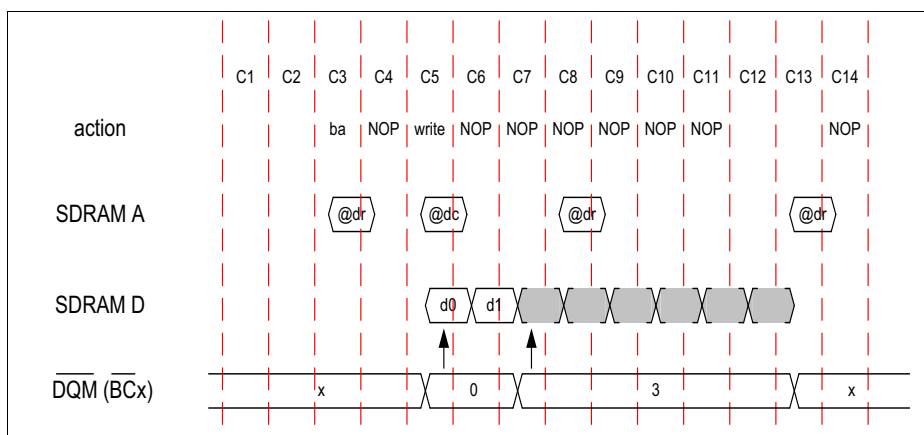 C1 C2 C3 C4 C5 C6 C7 C8 C9 C10 C11 C12 C13 C14
action ba NOP write NOP NOP NOP NOP NOP NOP NOP
SDRAM A @dr @dc @dr @dr
SDRAM D d0 d1
DQM (BCx) x 0 3 x